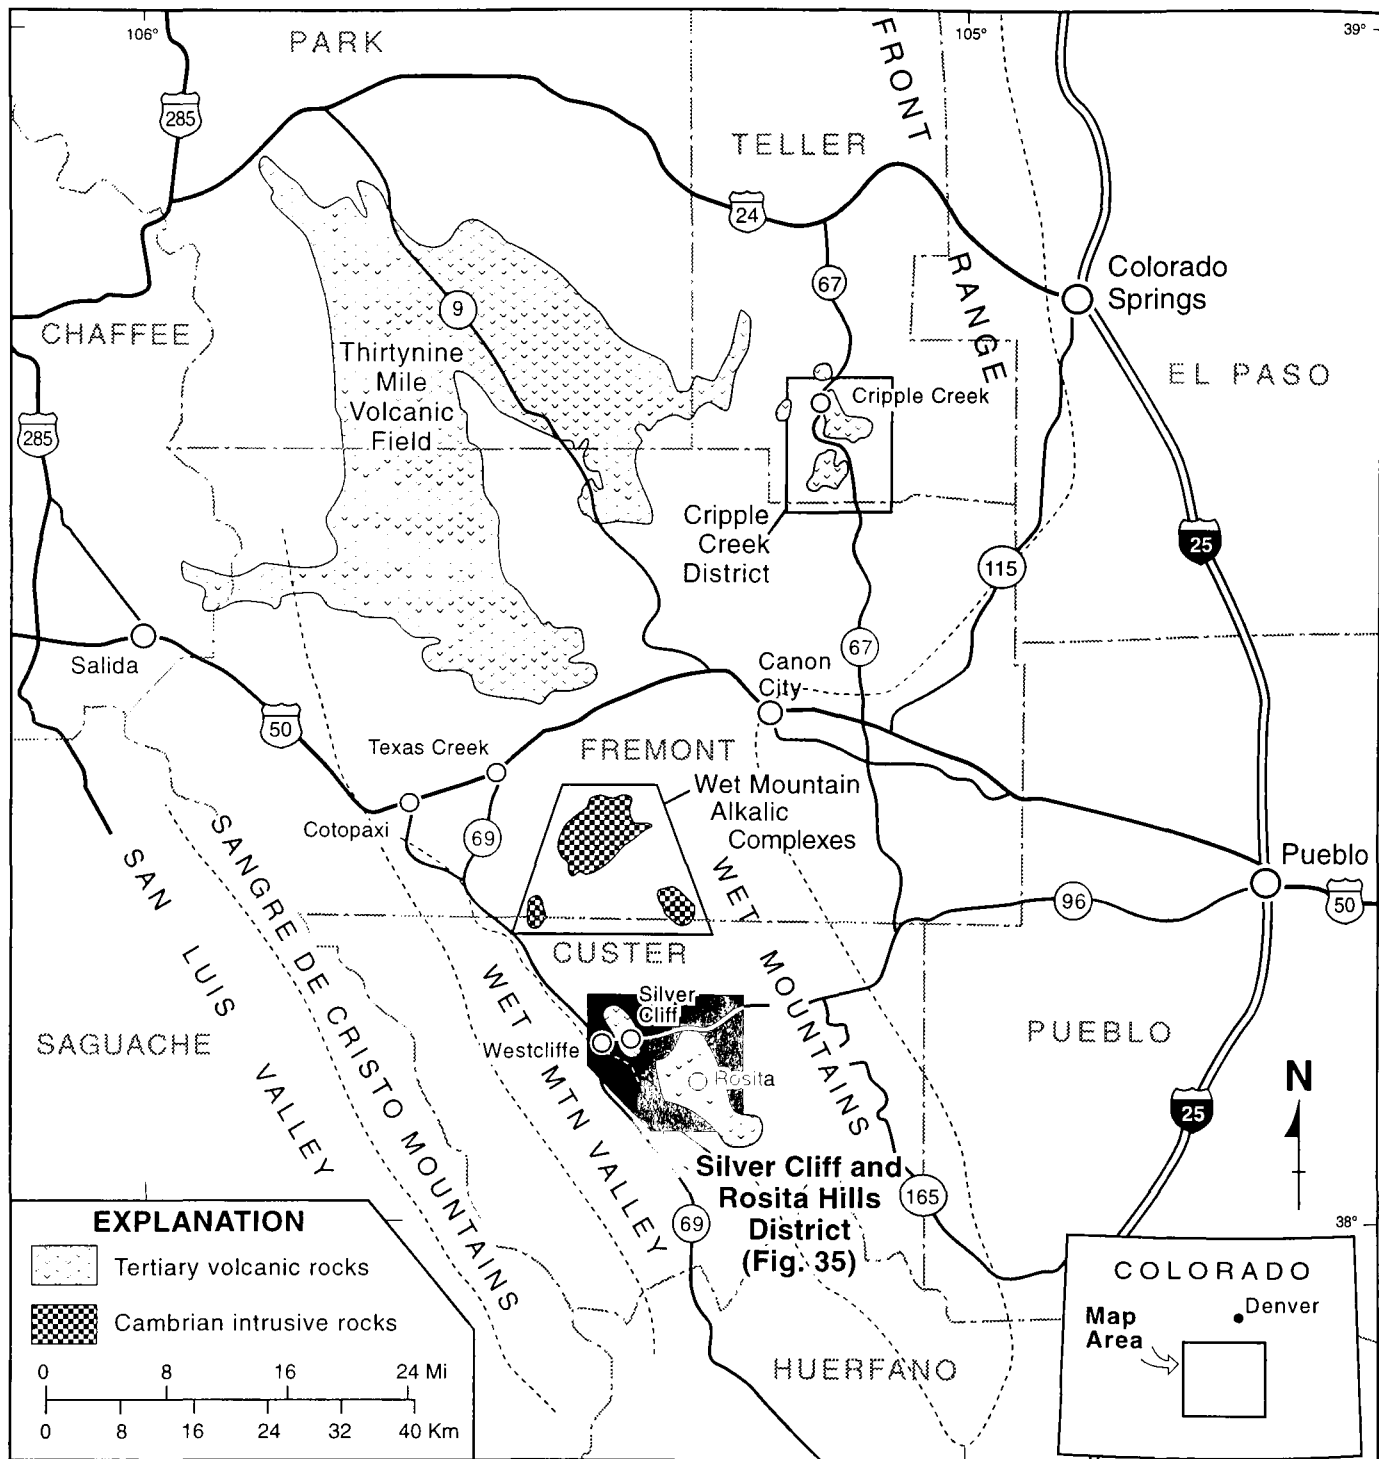 106°
PARK
FRONT
105°
39°
285
TELLER
24
67
RANGE
Colorado
Springs
CHAFFEE
9
Thirtynine
Mile
Volcanic
Field
EL PASO
Cripple Creek
285
Cripple
Creek
District
25
115
Salida
67
Canon
City
50
Texas Creek
FREMONT
Wet Mountain
Alkalic
Complexes
Cotopaxi
69
Pueblo
50
96
SAN LUIS VALLEY
SANGRE DE CRISTO MOUNTAINS
WET MOUNTAINS
CUSTER
WET MTN VALLEY
Silver
Cliff
Westcliffe
Rosita
SAGUACHE
PUEBLO
25
N
Silver Cliff and
Rosita Hills
District
(Fig. 35)
165
69
38°
HUERFANO
EXPLANATION
Tertiary volcanic rocks
Cambrian intrusive rocks
0 8 16 24 Mi
0 8 16 24 32 40 Km
COLORADO
Denver
Map
Area